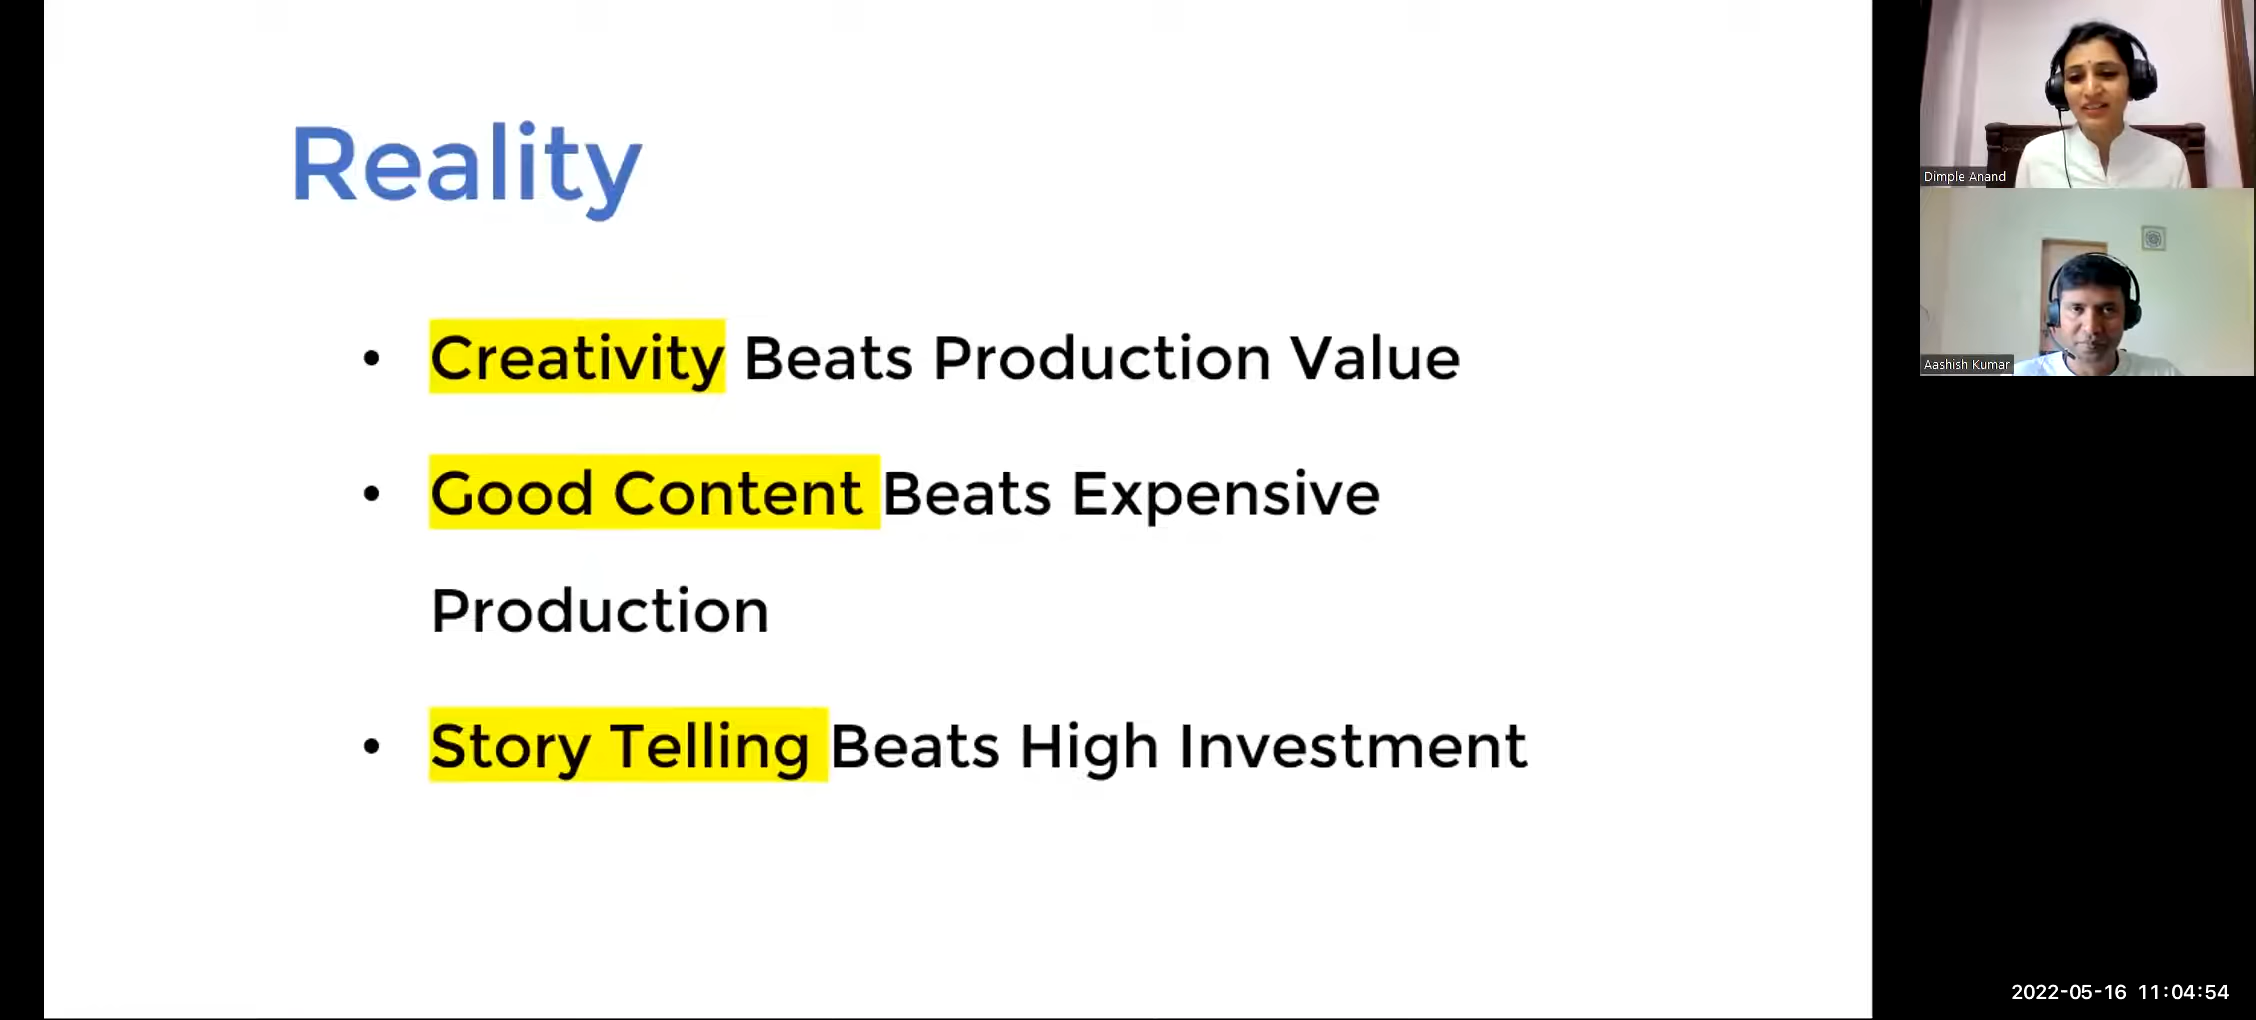 Reality
• Creativity Beats Production Value
• Good Content Beats Expensive
Production
• Story Telling Beats High Investment
Dimple Anand
Aashish Kumar
2022-05-16 11:04:54